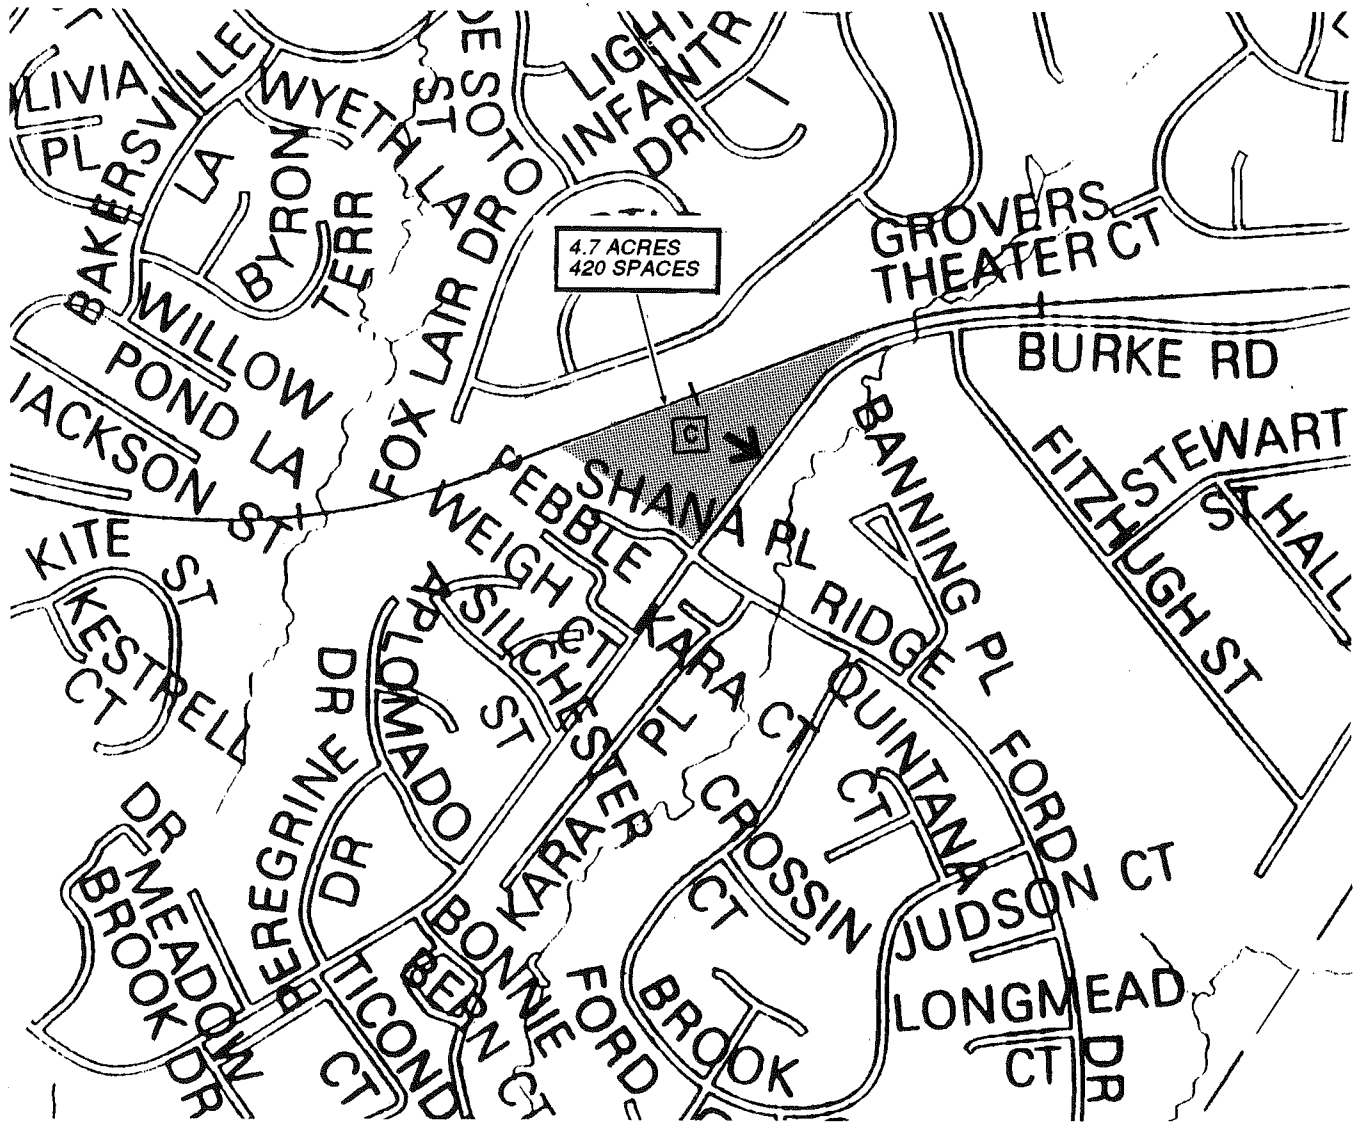 LIVIA
PL
BAKERSVILLE
LA
WYETH LA
BYRON
TERR
ST
DE SOTO
LIGHT
INFANTRY
DR
FOX LAIR DR
GROVERS
THEATER CT
4.7 ACRES
420 SPACES
WILLOW
POND LA
JACKSON ST
BURKE RD
C
SHANA PL
PEBBLE
WEIGH CT
BANNING PL
FITZHUGH ST
STEWART
ST
HALL
KITE ST
KESTRELL
CT
APLOMADO
DR
SILCHESTER
ST
KARA CT
KARA PL
RIDGE
FORD
DR
QUINTANA
CT
PEREGRINE DR
CROSSIN
CT
JUDSON CT
LONGMEAD
CT
DR
MEADOW
BROOK DR
TICOND
CT
BERN CT
BONNIE
FORD
BROOK